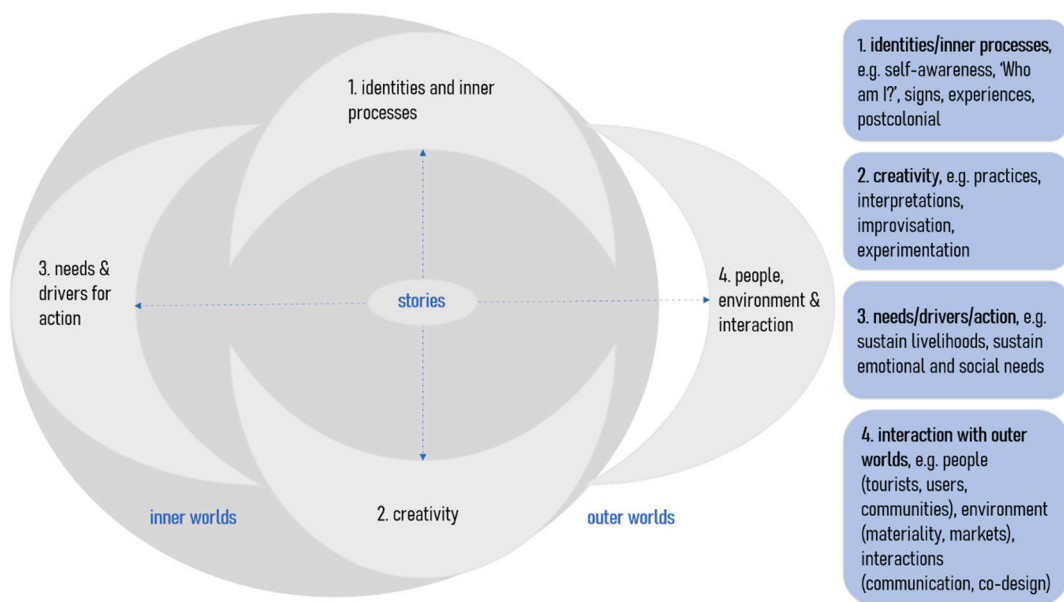 1. identities and inner
processes
3. needs &
drivers for
action
stories
4. people,
environment &
interaction
2. creativity
inner worlds
outer worlds
1. identities/inner processes,
e.g. self-awareness, ‘Who
am I?’, signs, experiences,
postcolonial
2. creativity, e.g. practices,
interpretations,
improvisation,
experimentation
3. needs/drivers/action, e.g.
sustain livelihoods, sustain
emotional and social needs
4. interaction with outer
worlds, e.g. people
(tourists, users,
communities), environment
(materiality, markets),
interactions
(communication, co-design)